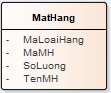 MatHang
- MaLoaiHang
- MaMH
- SoLuong
- TenMH